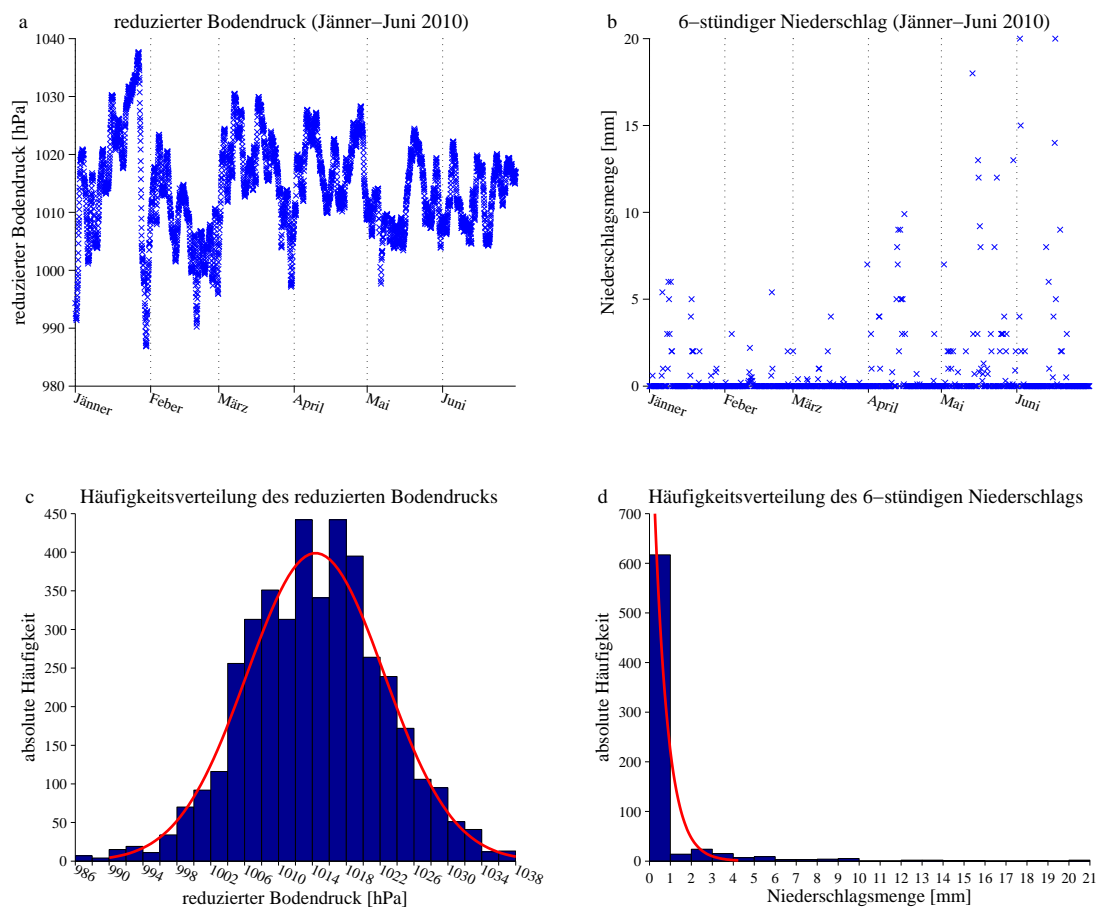 a
reduzierter Bodendruck (Jänner−Juni 2010)
1040
1030
1020
1010
1000
990
980
reduzierter Bodendruck [hPa]
Jänner
Feber
März
April
Mai
Juni
b
6−stündiger Niederschlag (Jänner−Juni 2010)
20
15
10
5
0
Niederschlagsmenge [mm]
Jänner
Feber
März
April
Mai
Juni
c
Häufigkeitsverteilung des reduzierten Bodendrucks
450
400
350
300
250
200
150
100
50
0
absolute Häufigkeit
986 990 994 998 1002 1006 1010 1014 1018 1022 1026 1030 1034 1038
reduzierter Bodendruck [hPa]
d
Häufigkeitsverteilung des 6−stündigen Niederschlags
700
600
500
400
300
200
100
0
absolute Häufigkeit
0 1 2 3 4 5 6 7 8 9 10 11 12 13 14 15 16 17 18 19 20 21
Niederschlagsmenge [mm]